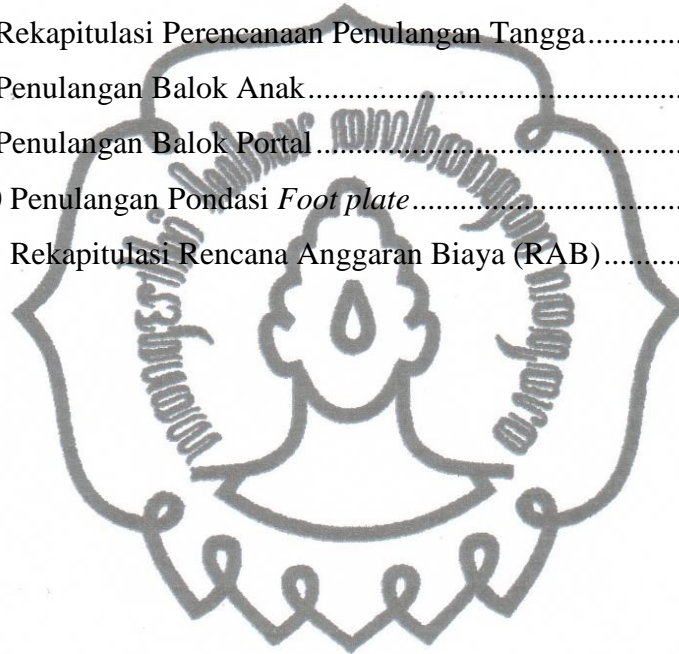 Rekapitulasi Perencanaan Penulangan Tangga............
Penulangan Balok Anak............................................
Penulangan Balok Portal...........................................
) Penulangan Pondasi Foot plate................................
Rekapitulasi Rencana Anggaran Biaya (RAB)..........